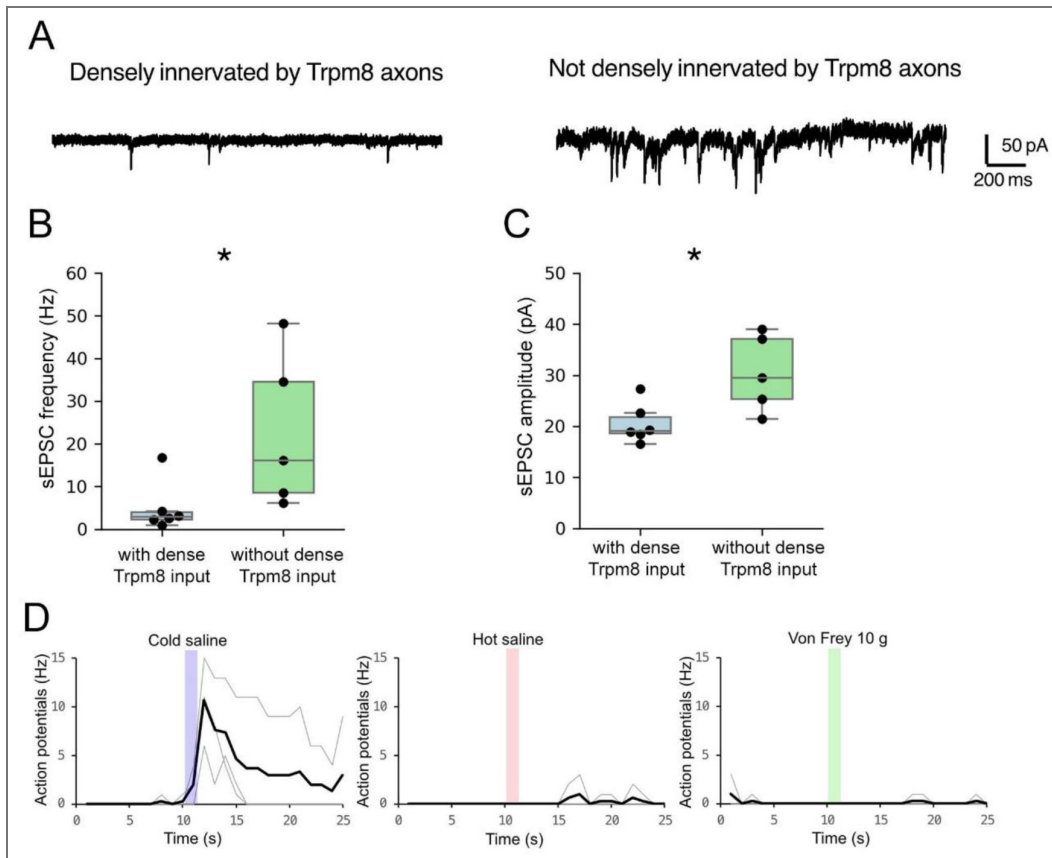 A
Densely innervated by Trpm8 axons
Not densely innervated by Trpm8 axons
50 pA
200 ms
B
*
sEPSC frequency (Hz)
60
50
40
30
20
10
0
with dense
Trpm8 input
without dense
Trpm8 input
C
*
sEPSC amplitude (pA)
50
40
30
20
10
0
with dense
Trpm8 input
without dense
Trpm8 input
D
Cold saline
Action potentials (Hz)
15
10
5
0
0 5 10 15 20 25
Time (s)
Hot saline
Action potentials (Hz)
15
10
5
0
0 5 10 15 20 25
Time (s)
Von Frey 10 g
Action potentials (Hz)
15
10
5
0
0 5 10 15 20 25
Time (s)